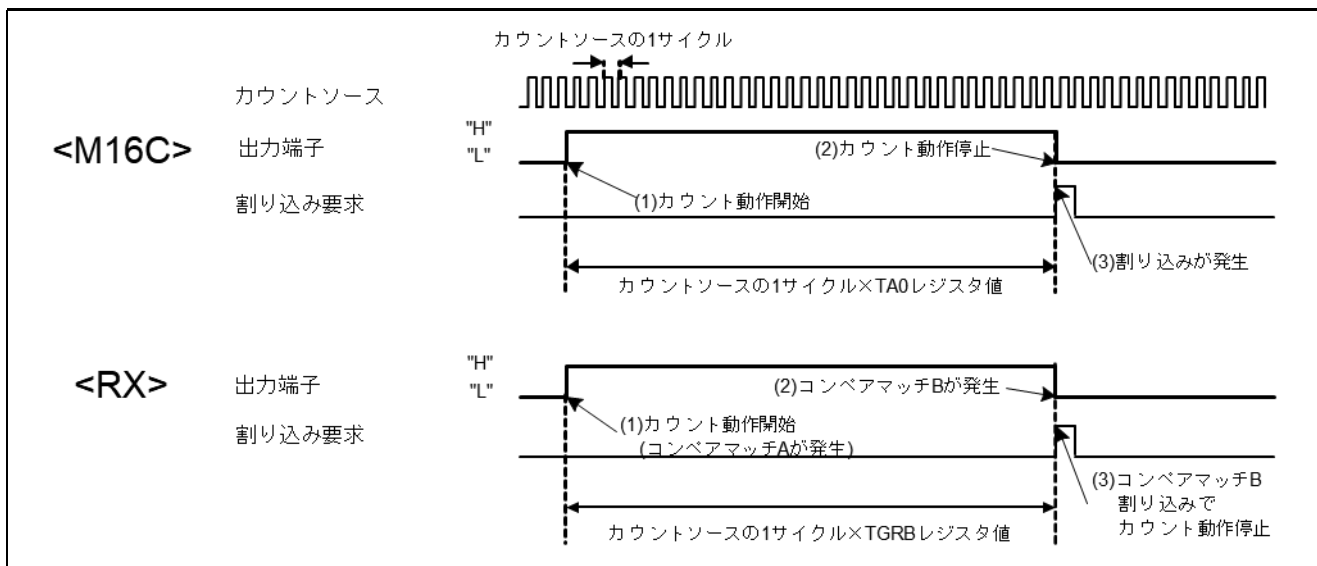 カウントソースの1サイクル
カウントソース
<M16C>
出力端子
"H"
"L"
(2)カウント動作停止
割り込み要求
(1)カウント動作開始
(3)割り込みが発生
カウントソースの1サイクル×TA0レジスタ値
<RX>
出力端子
"H"
"L"
(2)コンペアマッチBが発生
割り込み要求
(1)カウント動作開始
(コンペアマッチAが発生)
(3)コンペアマッチB
割り込みで
カウント動作停止
カウントソースの1サイクル×TGRBレジスタ値